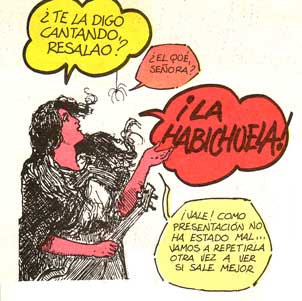 ¿TE LA DIGO
CANTANDO,
RESALAO?
¿EL QUÉ,
SEÑORA?
¡LA
HABICHUELA!
¡VALE! COMO
PRESENTACIÓN NO
HA ESTADO MAL...
VAMOS A REPETIRLA
OTRA VEZ A VER
SI SALE MEJOR